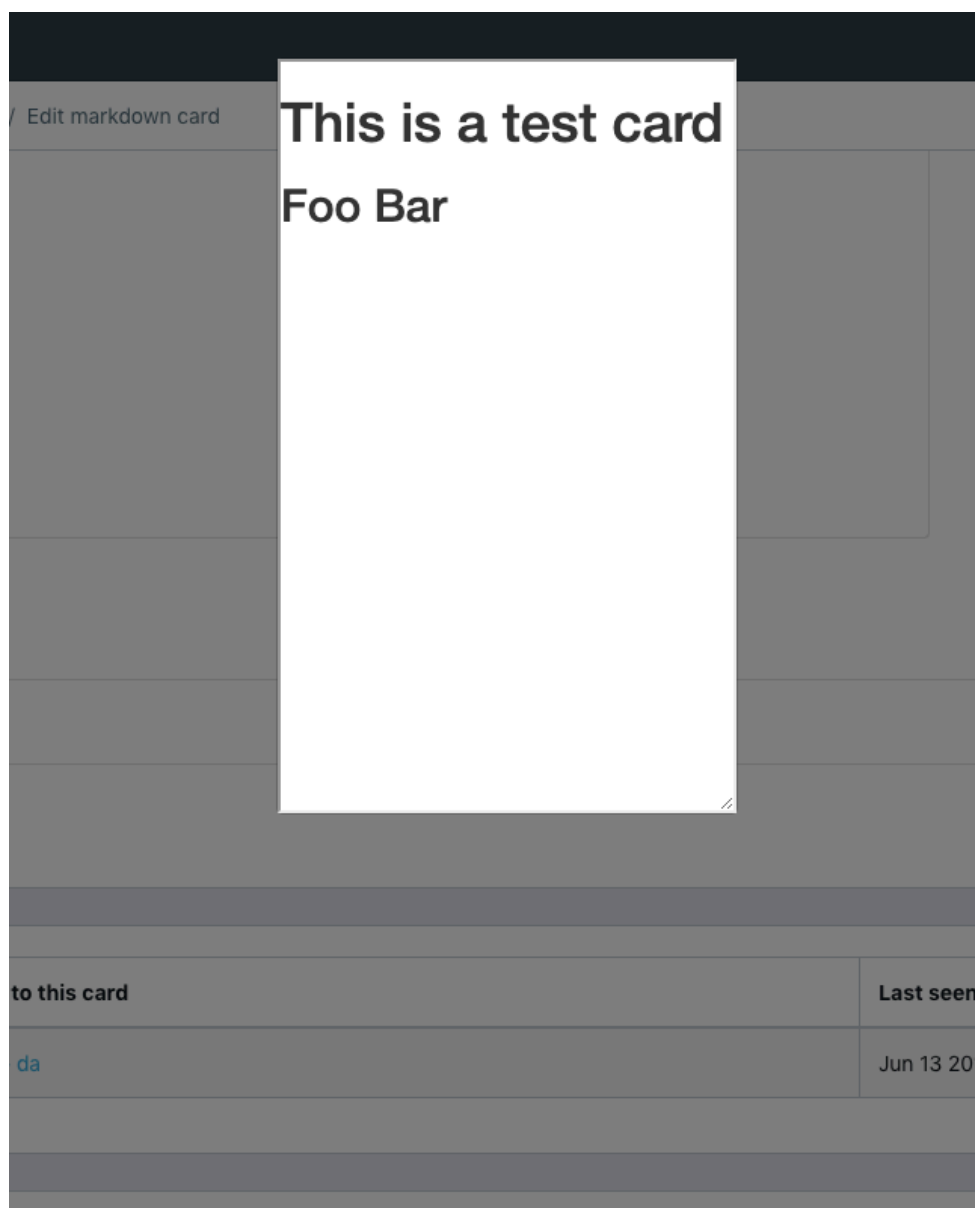 / Edit markdown card
This is a test card
Foo Bar
to this card
Last seen
da
Jun 13 20